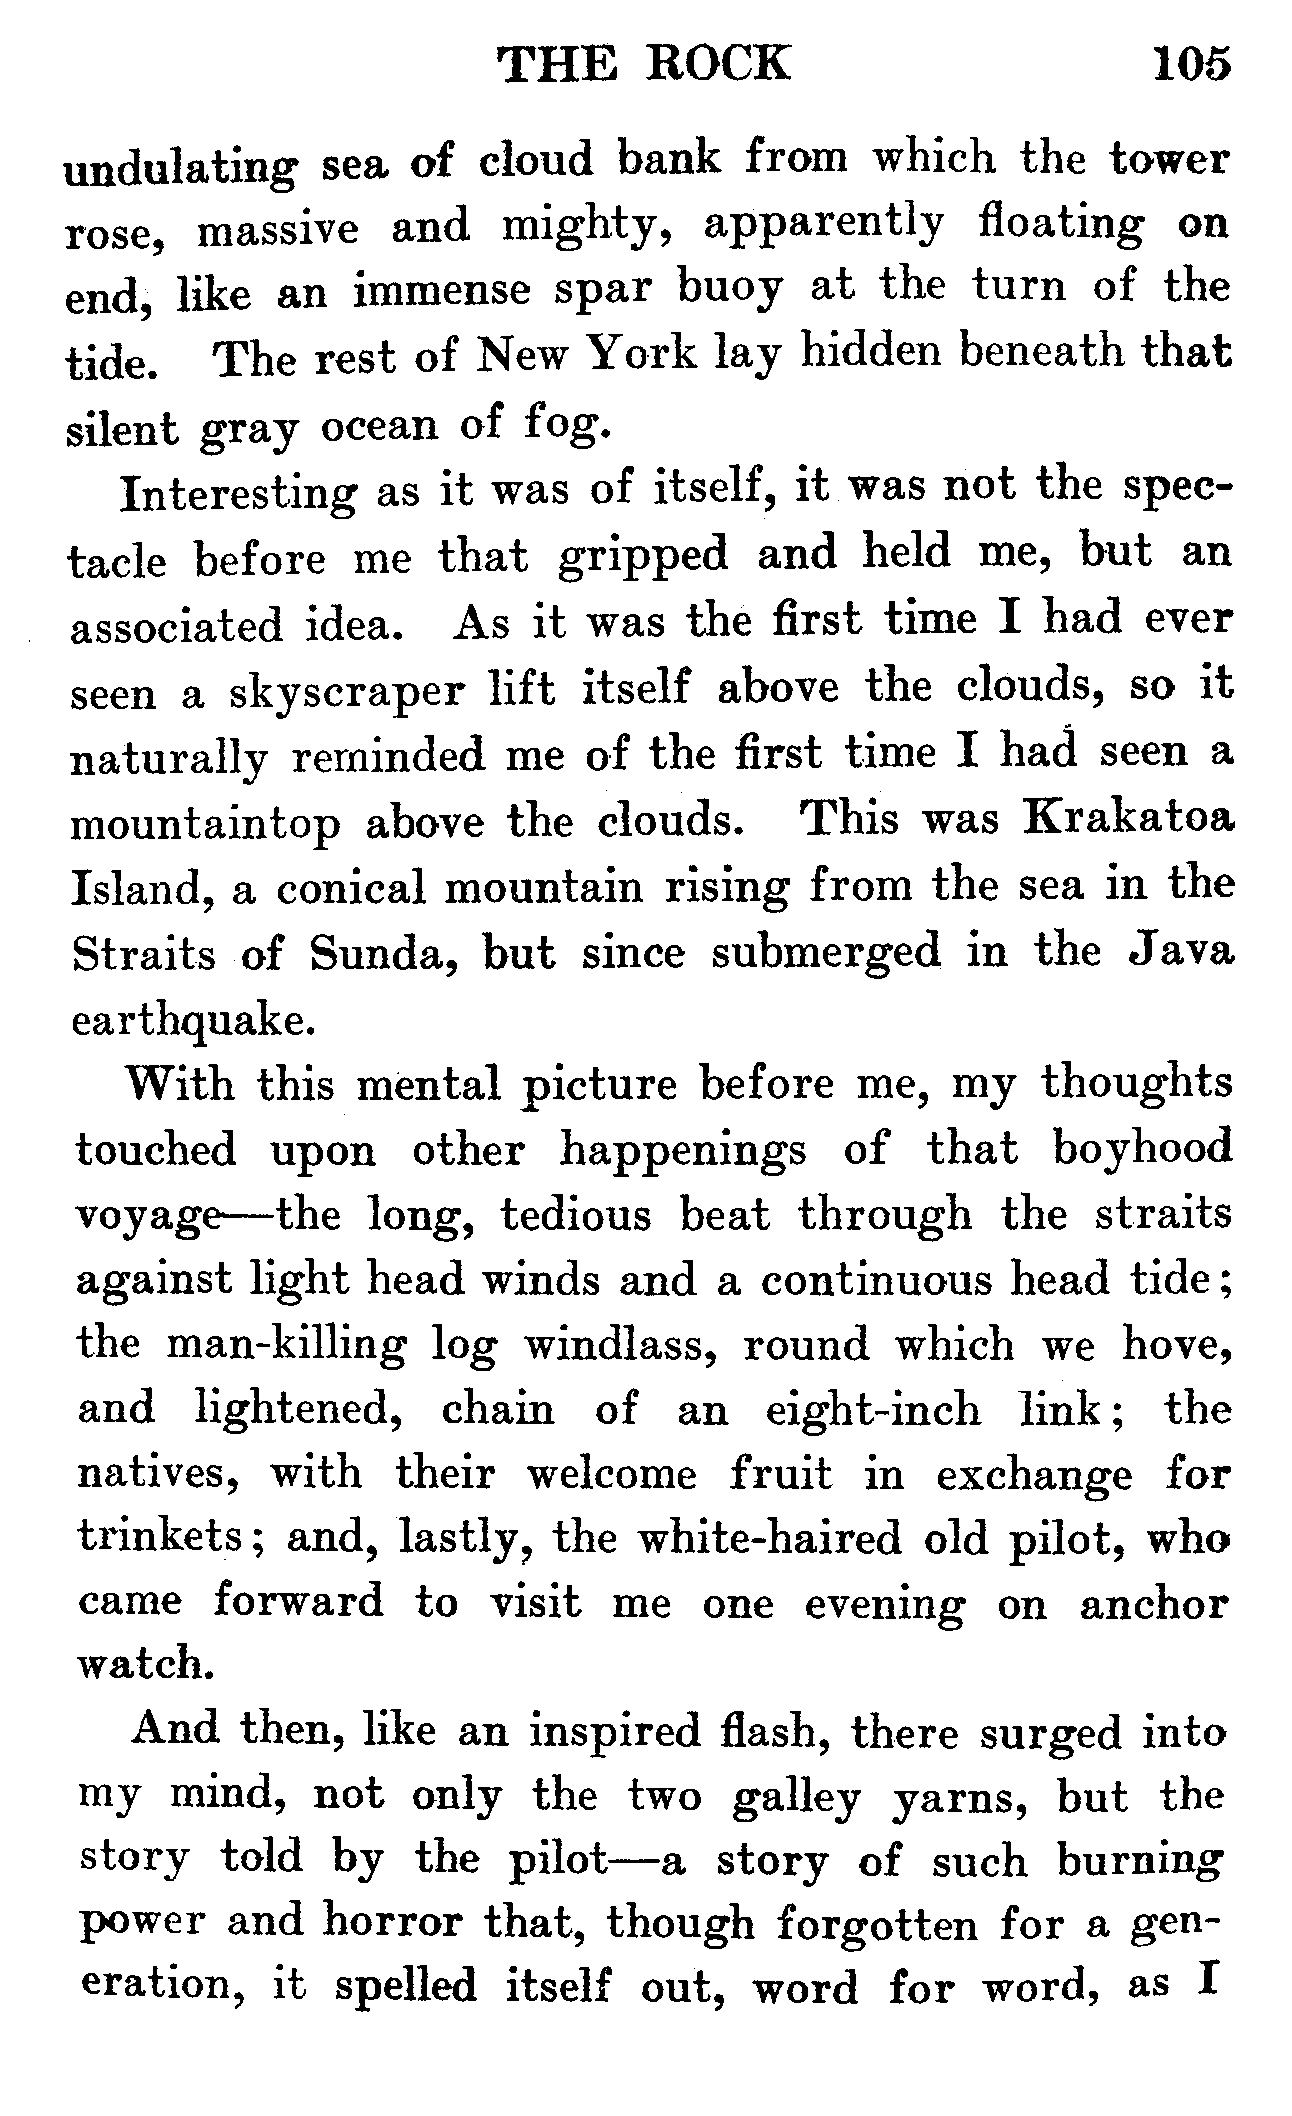 THE ROCK 105
undulating sea of cloud bank from which the tower
rose, massive and mighty, apparently floating on
end, like an immense spar buoy at the turn of the
tide. The rest of New York lay hidden beneath that
silent gray ocean of fog.
Interesting as it was of itself, it was not the spec-
tacle before me that gripped and held me, but an
associated idea. As it was the first time I had ever
seen a skyscraper lift itself above the clouds, so it
naturally reminded me of the first time I had seen a
mountaintop above the clouds. This was Krakatoa
Island, a conical mountain rising from the sea in the
Straits of Sunda, but since submerged in the Java
earthquake.
With this mental picture before me, my thoughts
touched upon other happenings of that boyhood
voyage—the long, tedious beat through the straits
against light head winds and a continuous head tide;
the man-killing log windlass, round which we hove,
and lightened, chain of an eight-inch link; the
natives, with their welcome fruit in exchange for
trinkets; and, lastly, the white-haired old pilot, who
came forward to visit me one evening on anchor
watch.
And then, like an inspired flash, there surged into
my mind, not only the two galley yarns, but the
story told by the pilot—a story of such burning
power and horror that, though forgotten for a gen-
eration, it spelled itself out, word for word, as I